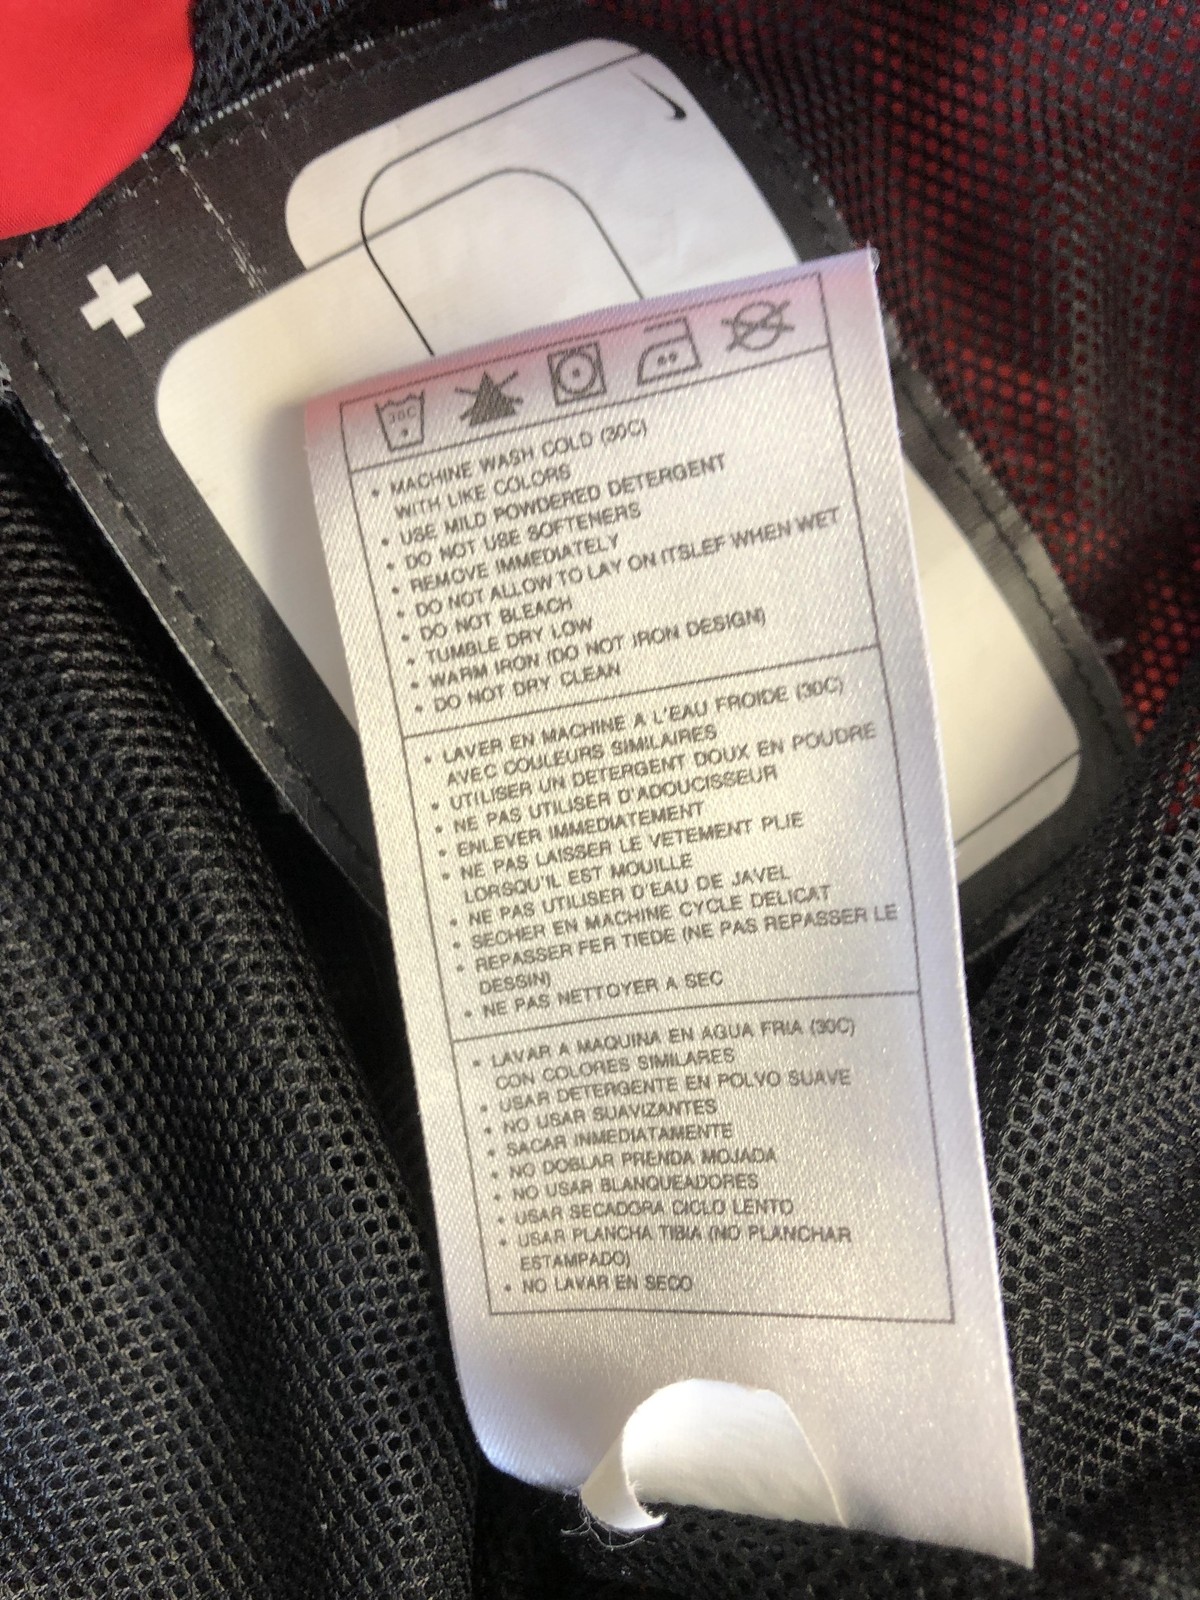 30C
• MACHINE WASH COLD (30C)
WITH LIKE COLORS
• USE MILD POWDERED DETERGENT
• DO NOT USE SOFTENERS
• REMOVE IMMEDIATELY
• DO NOT ALLOW TO LAY ON ITSLEF WHEN WET
• DO NOT BLEACH
• TUMBLE DRY LOW
• WARM IRON (DO NOT IRON DESIGN)
• DO NOT DRY CLEAN
• LAVER EN MACHINE A L'EAU FROIDE (30C)
AVEC COULEURS SIMILAIRES
• UTILISER UN DETERGENT DOUX EN POUDRE
• NE PAS UTILISER D'ADOUCISSEUR
• ENLEVER IMMEDIATEMENT
• NE PAS LAISSER LE VETEMENT PLIE
LORSQU'IL EST MOUILLE
• NE PAS UTILISER D'EAU DE JAVEL
• SECHER EN MACHINE CYCLE DELICAT
• REPASSER FER TIEDE (NE PAS REPASSER LE
DESSIN)
• NE PAS NETTOYER A SEC
• LAVAR A MAQUINA EN AGUA FRIA (30C)
CON COLORES SIMILARES
• USAR DETERGENTE EN POLVO SUAVE
• NO USAR SUAVIZANTES
• SACAR INMEDIATAMENTE
• NO DOBLAR PRENDA MOJADA
• NO USAR BLANQUEADORES
• USAR SECADORA CICLO LENTO
• USAR PLANCHA TIBIA (NO PLANCHAR
ESTAMPADO)
• NO LAVAR EN SECO